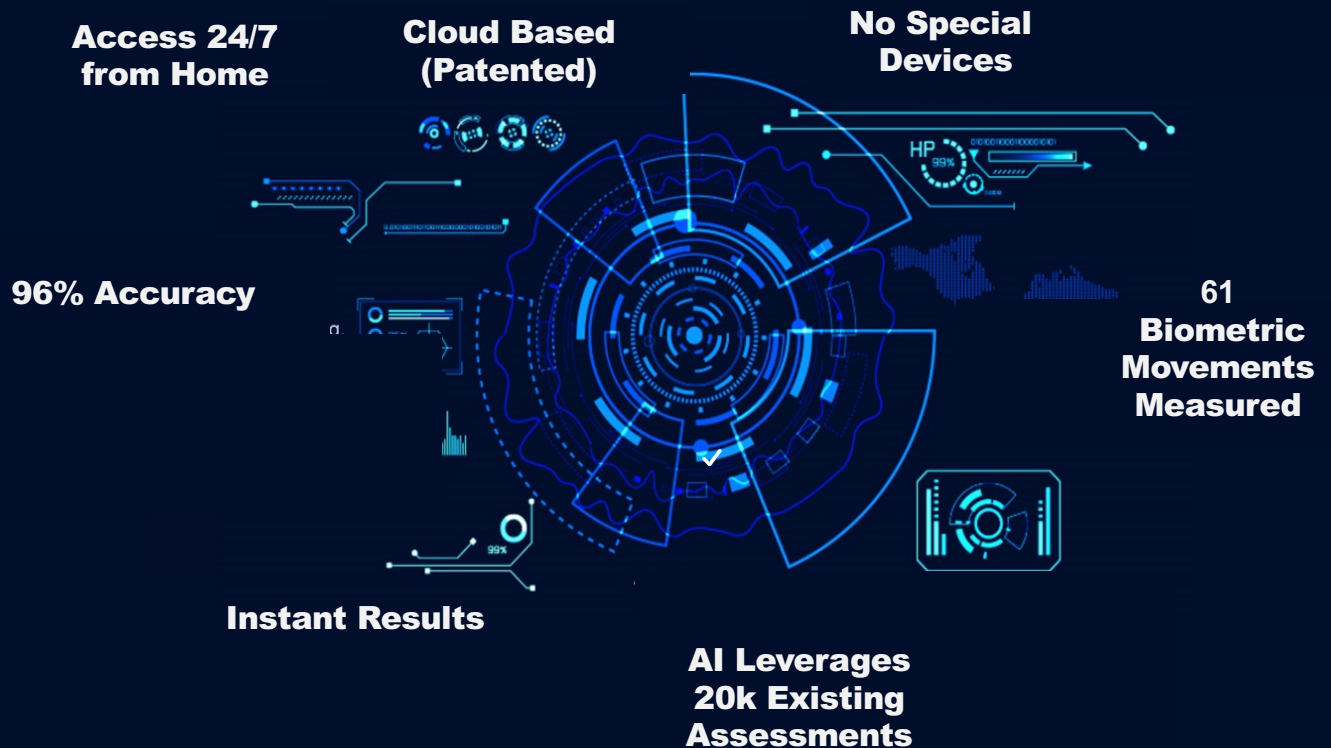 Access 24/7
from Home
Cloud Based
(Patented)
No Special
Devices
HP
99%
96% Accuracy
61
Biometric
Movements
Measured
99%
Instant Results
AI Leverages
20k Existing
Assessments